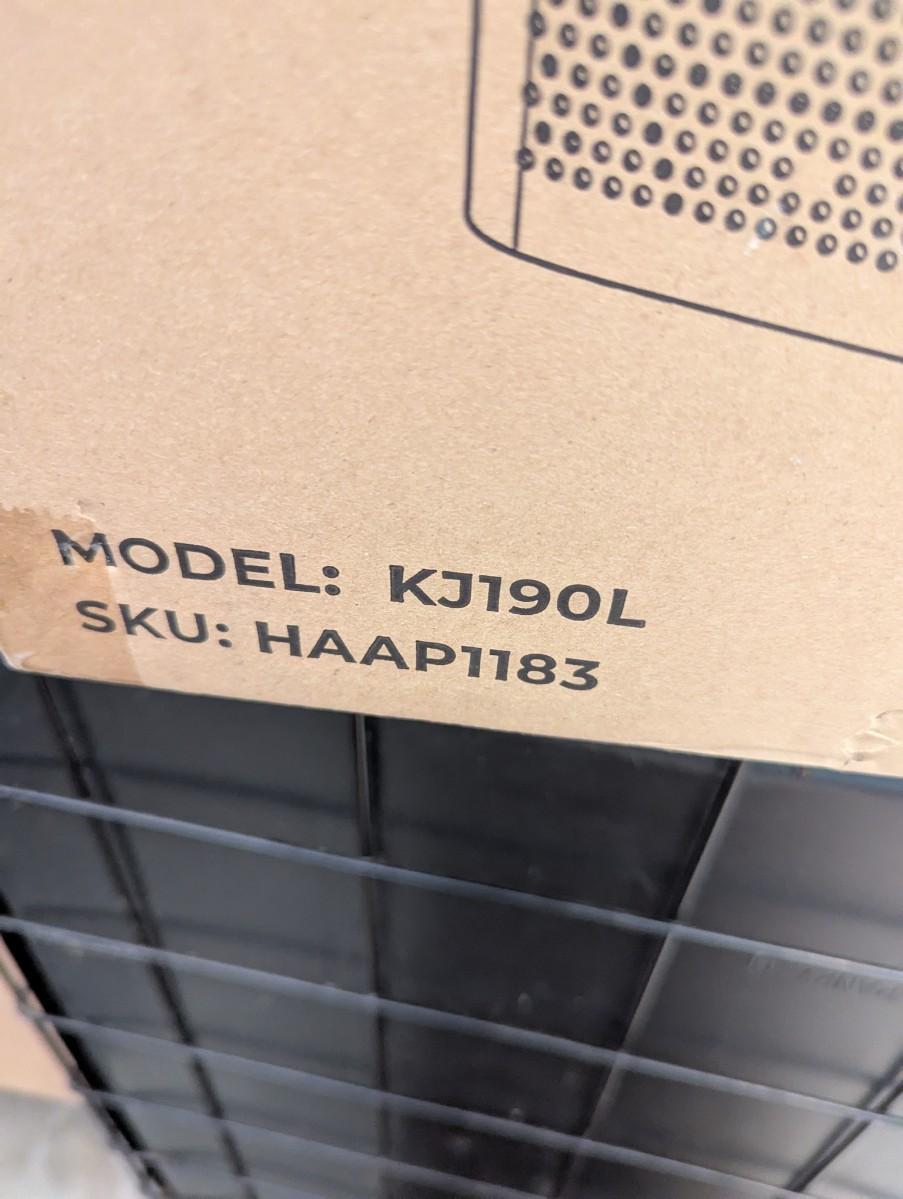 MODEL: KJ190L
SKU: HAAP1183